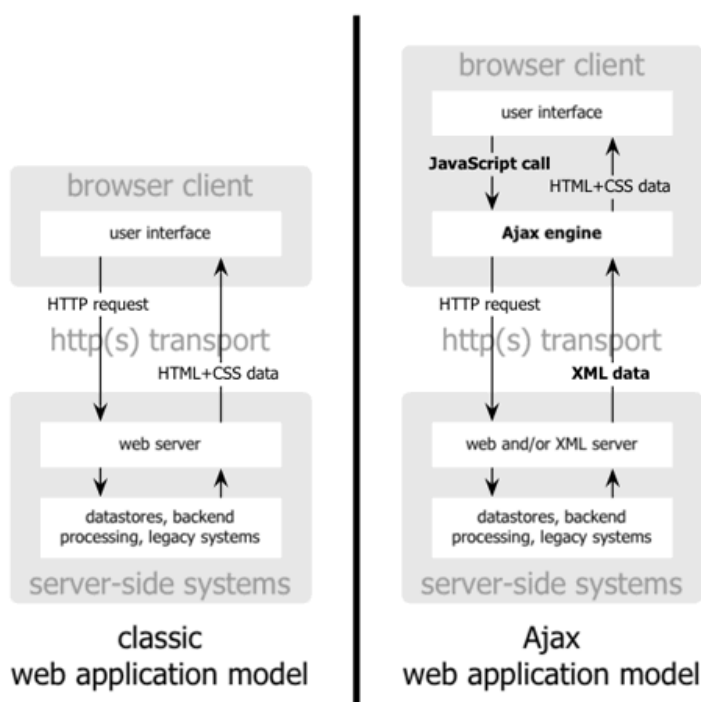 browser client
user interface
HTTP request
http(s) transport
HTML+CSS data
web server
datastores, backend
processing, legacy systems
server-side systems
classic
web application model
browser client
user interface
JavaScript call
HTML+CSS data
Ajax engine
HTTP request
http(s) transport
XML data
web and/or XML server
datastores, backend
processing, legacy systems
server-side systems
Ajax
web application model